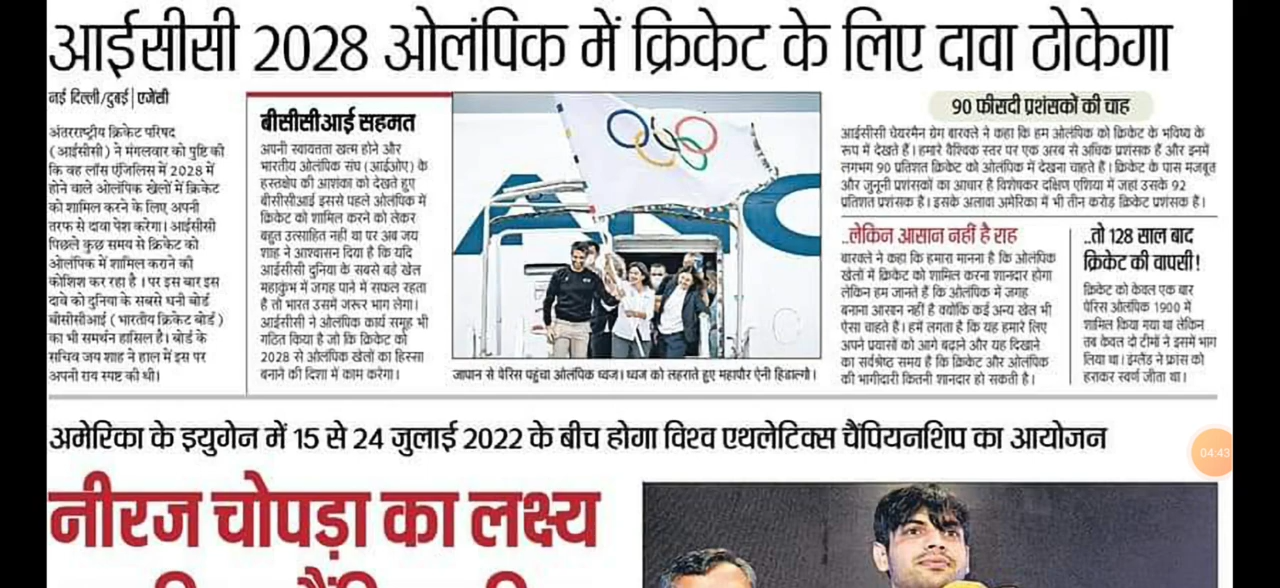 आईसीसी 2028 ओलंपिक में क्रिकेट के लिए दावा ठोकेगा
नई दिल्ली/दुबई | एजेंसी
अंतरराष्ट्रीय क्रिकेट परिषद
(आईसीसी) ने मंगलवार को पुष्टि की
कि वह लॉस एंजिलिस में 2028 में
होने वाले ओलंपिक खेलों में क्रिकेट
को शामिल करने के लिए अपनी
तरफ से दावा पेश करेगा। आईसीसी
पिछले कुछ समय से क्रिकेट को
ओलंपिक में शामिल कराने की
कोशिश कर रहा है। पर इस बार इस
दावे को दुनिया के सबसे धनी बोर्ड
बीसीसीआई (भारतीय क्रिकेट बोर्ड)
का भी समर्थन हासिल है। बोर्ड के
सचिव जय शाह ने हाल में इस पर
अपनी राय स्पष्ट की थी।
बीसीसीआई सहमत
अपनी स्वायत्तता खत्म होने और
भारतीय ओलंपिक संघ (आईओए) के
हस्तक्षेप की आशंका को देखते हुए
बीसीसीआई इससे पहले ओलंपिक में
क्रिकेट को शामिल करने को लेकर
बहुत उत्साहित नहीं था पर अब जय
शाह ने आश्वासन दिया है कि यदि
आईसीसी दुनिया के सबसे बड़े खेल
महाकुंभ में जगह पाने में सफल रहता
है तो भारत उसमें जरूर भाग लेगा।
आईसीसी ने ओलंपिक कार्य समूह भी
गठित किया है जो कि क्रिकेट को
2028 से ओलंपिक खेलों का हिस्सा
बनाने की दिशा में काम करेगा।
जापान से पेरिस पहुंचा ओलंपिक ध्वज। ध्वज को लहराते हुए महापौर ऐनी हिडाल्गो।
90 फीसदी प्रशंसकों की चाह
आईसीसी चेयरमैन ग्रेग बारक्ले ने कहा कि हम ओलंपिक को क्रिकेट के भविष्य के
रूप में देखते हैं। हमारे वैश्विक स्तर पर एक अरब से अधिक प्रशंसक हैं और इनमें
लगभग 90 प्रतिशत क्रिकेट को ओलंपिक में देखना चाहते हैं। क्रिकेट के पास मजबूत
और जुनूनी प्रशंसकों का आधार है विशेषकर दक्षिण एशिया में जहां उसके 92
प्रतिशत प्रशंसक हैं। इसके अलावा अमेरिका में भी तीन करोड़ क्रिकेट प्रशंसक हैं।
..लेकिन आसान नहीं है राह
बारक्ले ने कहा कि हमारा मानना है कि ओलंपिक
खेलों में क्रिकेट को शामिल करना शानदार होगा
लेकिन हम जानते हैं कि ओलंपिक में जगह
बनाना आसान नहीं है क्योंकि कई अन्य खेल भी
ऐसा चाहते हैं। हमें लगता है कि यह हमारे लिए
अपने प्रयासों को आगे बढ़ाने और यह दिखाने
का सर्वश्रेष्ठ समय है कि क्रिकेट और ओलंपिक
की भागीदारी कितनी शानदार हो सकती है।
..तो 128 साल बाद
क्रिकेट की वापसी!
क्रिकेट को केवल एक बार
पेरिस ओलंपिक 1900 में
शामिल किया गया था लेकिन
तब केवल दो टीमों ने इसमें भाग
लिया था। इंग्लैंड ने फ्रांस को
हराकर स्वर्ण जीता था।
अमेरिका के इयुगेन में 15 से 24 जुलाई 2022 के बीच होगा विश्व एथलेटिक्स चैंपियनशिप का आयोजन
04:43
नीरज चोपड़ा का लक्ष्य